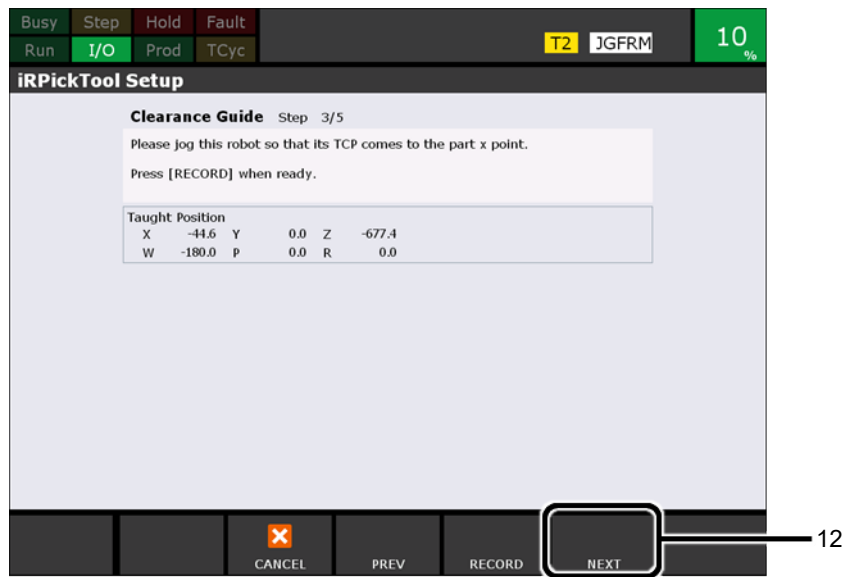 Busy Step Hold Fault
Run I/O Prod TCyc T2 JGFRM 10 %
iRPickTool Setup
Clearance Guide Step 3/5
Please jog this robot so that its TCP comes to the part x point.
Press [RECORD] when ready.
Taught Position
X -44.6 Y 0.0 Z -677.4
W -180.0 P 0.0 R 0.0
CANCEL PREV RECORD NEXT
12